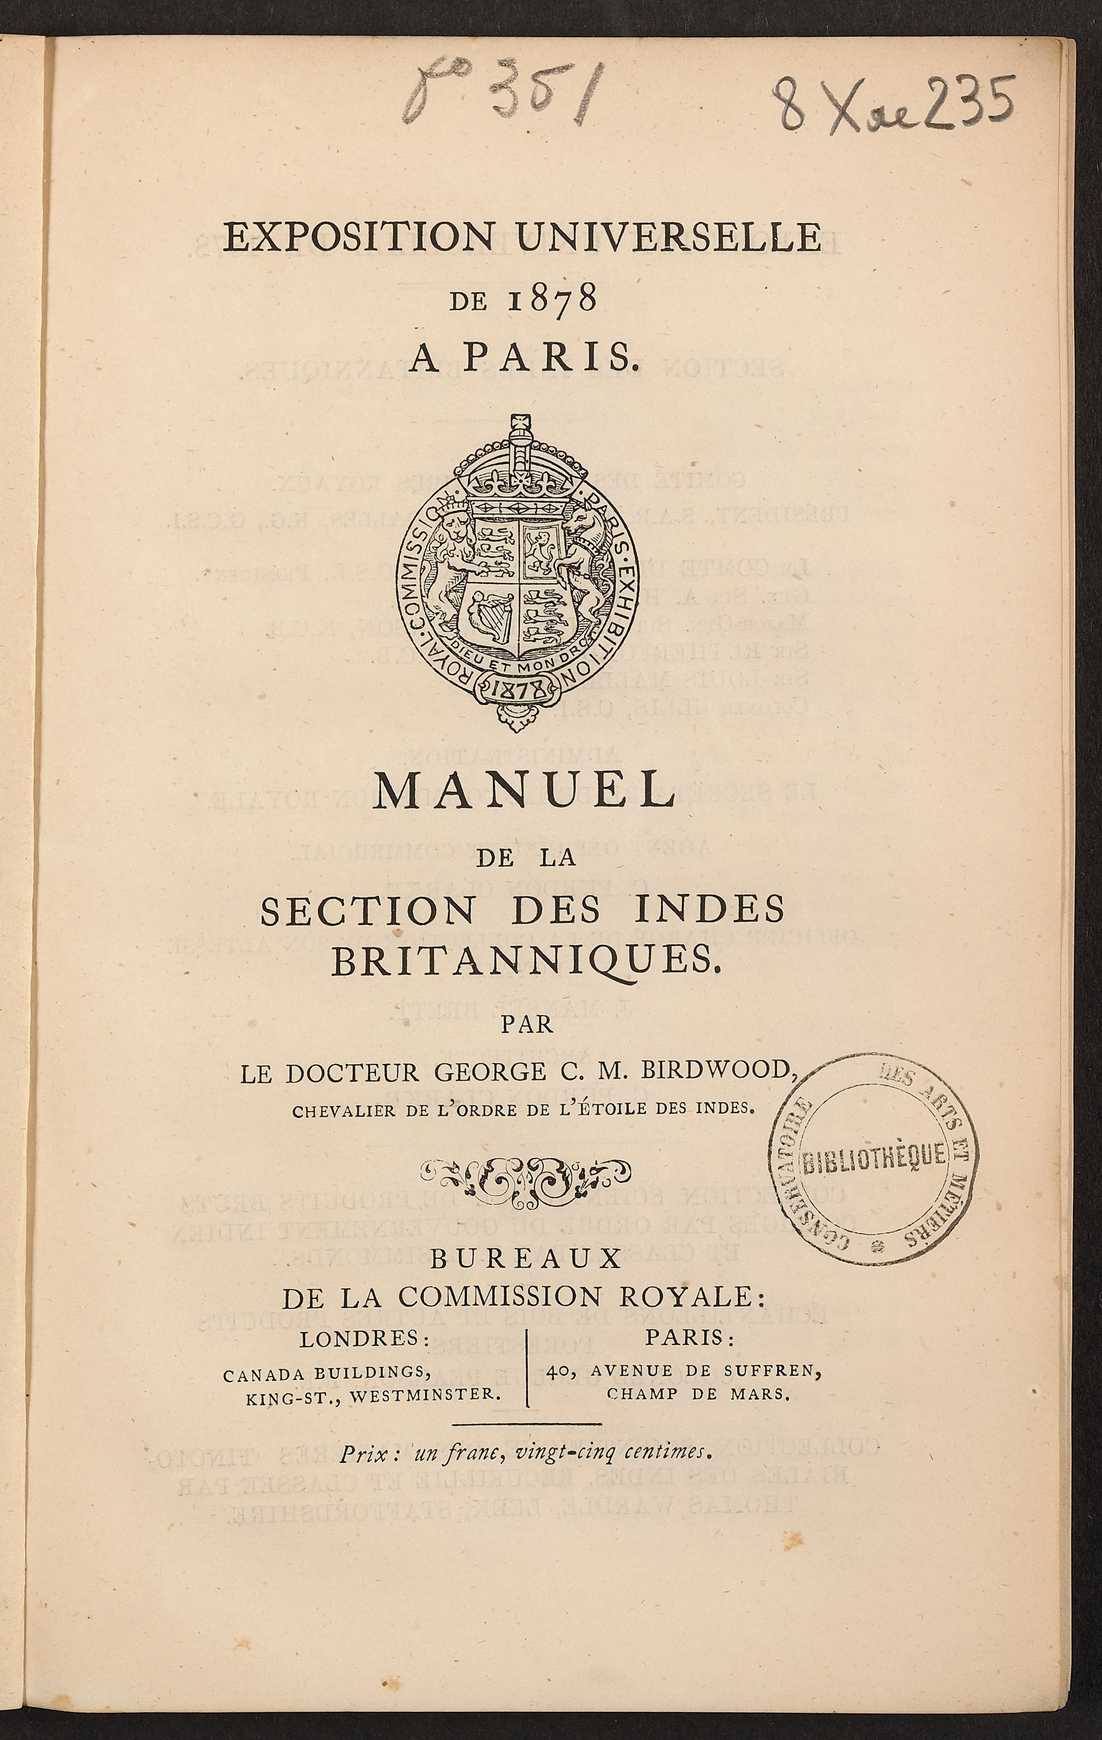 fo 351
8 Xae 235
EXPOSITION UNIVERSELLE
DE 1878
A PARIS.
ROYAL·COMMISSION· ·PARIS·EXHIBITION
DIEU ET MON DROIT
1878
MANUEL
DE LA
SECTION DES INDES
BRITANNIQUES.
PAR
LE DOCTEUR GEORGE C. M. BIRDWOOD,
CHEVALIER DE L'ORDRE DE L'ÉTOILE DES INDES.
CONSERVATOIRE DES ARTS ET MÉTIERS
BIBLIOTHÈQUE
BUREAUX
DE LA COMMISSION ROYALE:
LONDRES:
CANADA BUILDINGS,
KING-ST., WESTMINSTER.
PARIS:
40, AVENUE DE SUFFREN,
CHAMP DE MARS.
Prix: un franc, vingt-cinq centimes.